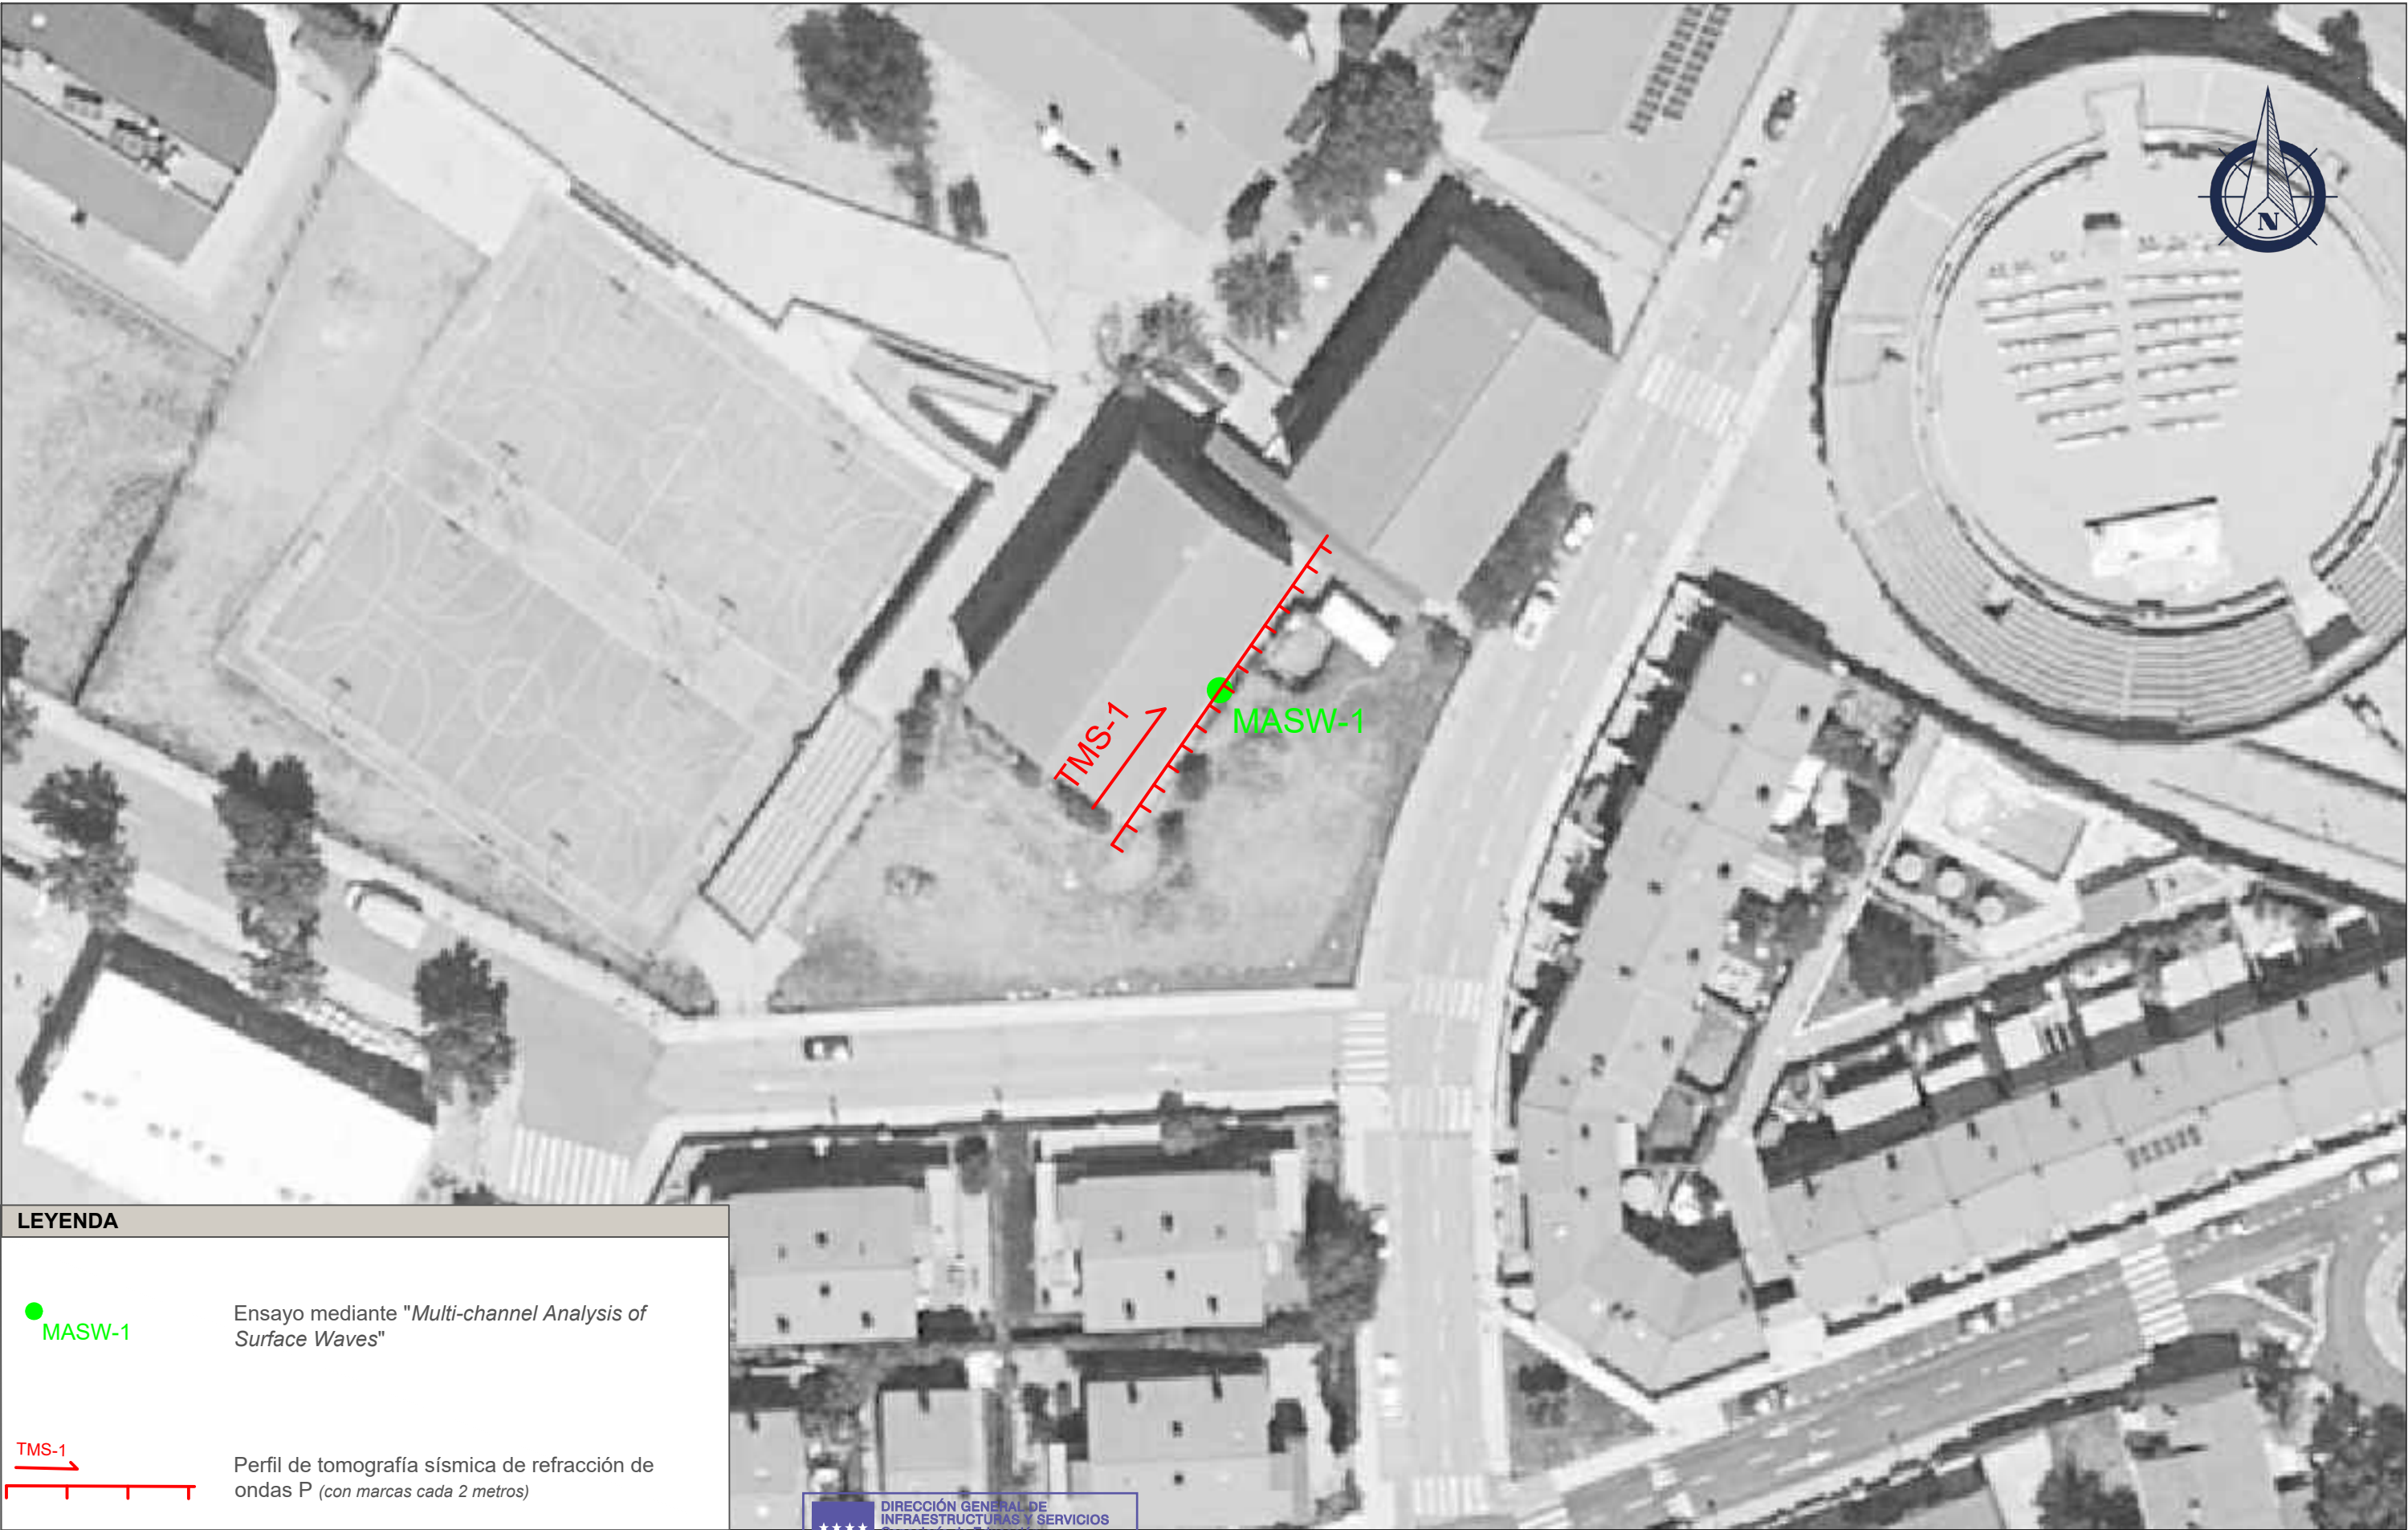 N
TMS-1
MASW-1
LEYENDA
MASW-1
Ensayo mediante "Multi-channel Analysis of
Surface Waves"
TMS-1
Perfil de tomografía sísmica de refracción de
ondas P (con marcas cada 2 metros)
DIRECCIÓN GENERAL DE
INFRAESTRUCTURAS Y SERVICIOS